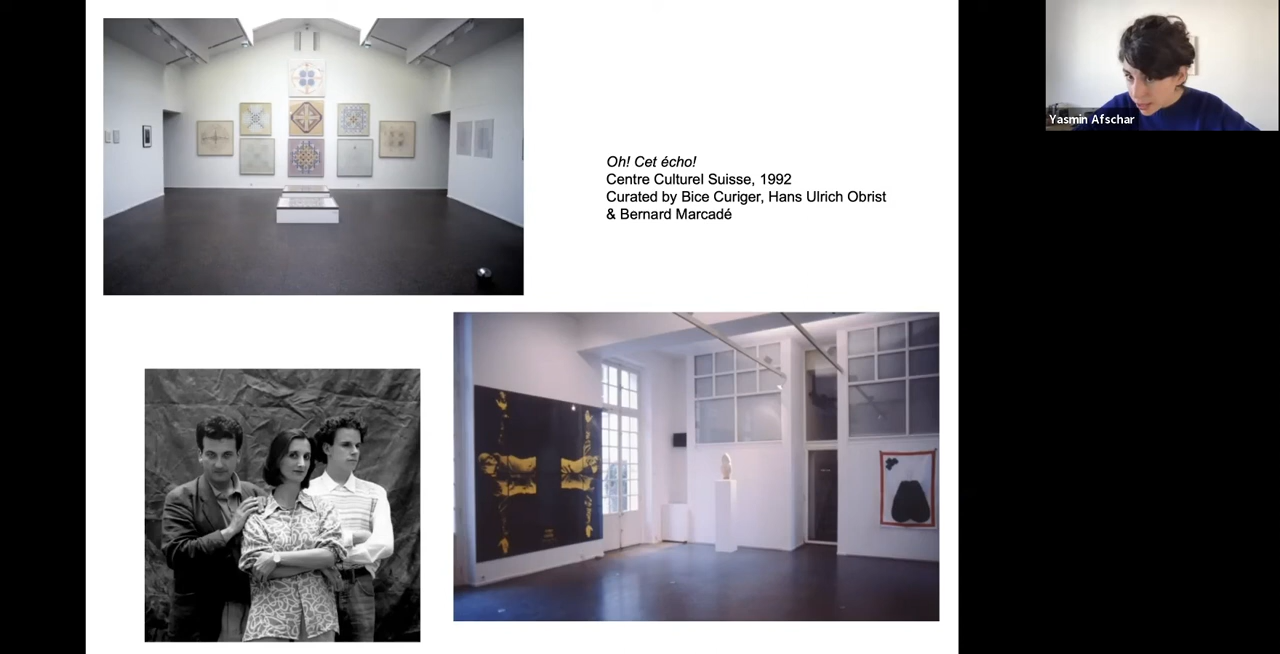 Oh! Cet écho!
Centre Culturel Suisse, 1992
Curated by Bice Curiger, Hans Ulrich Obrist
& Bernard Marcadé
Yasmin Afschar